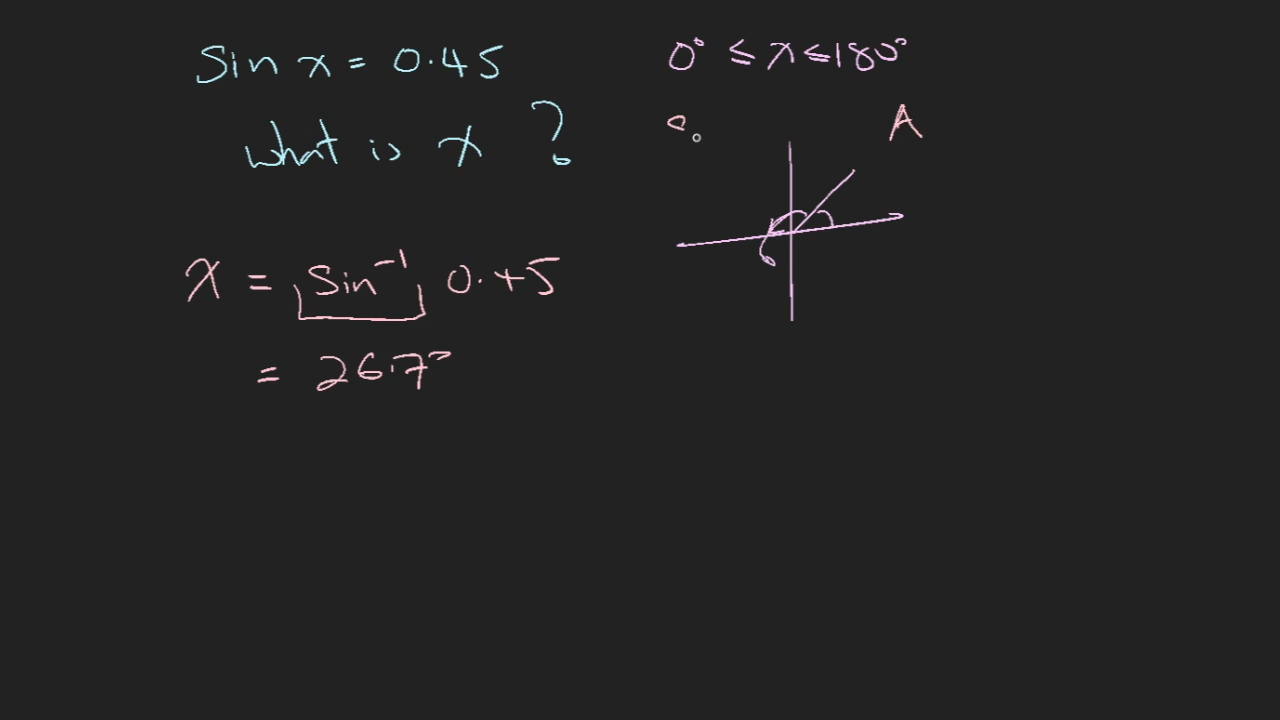 Sin x = 0.45
0° ≤ x ≤ 180°
what is x ?
A
x = Sin⁻¹ 0.45
= 26.7°